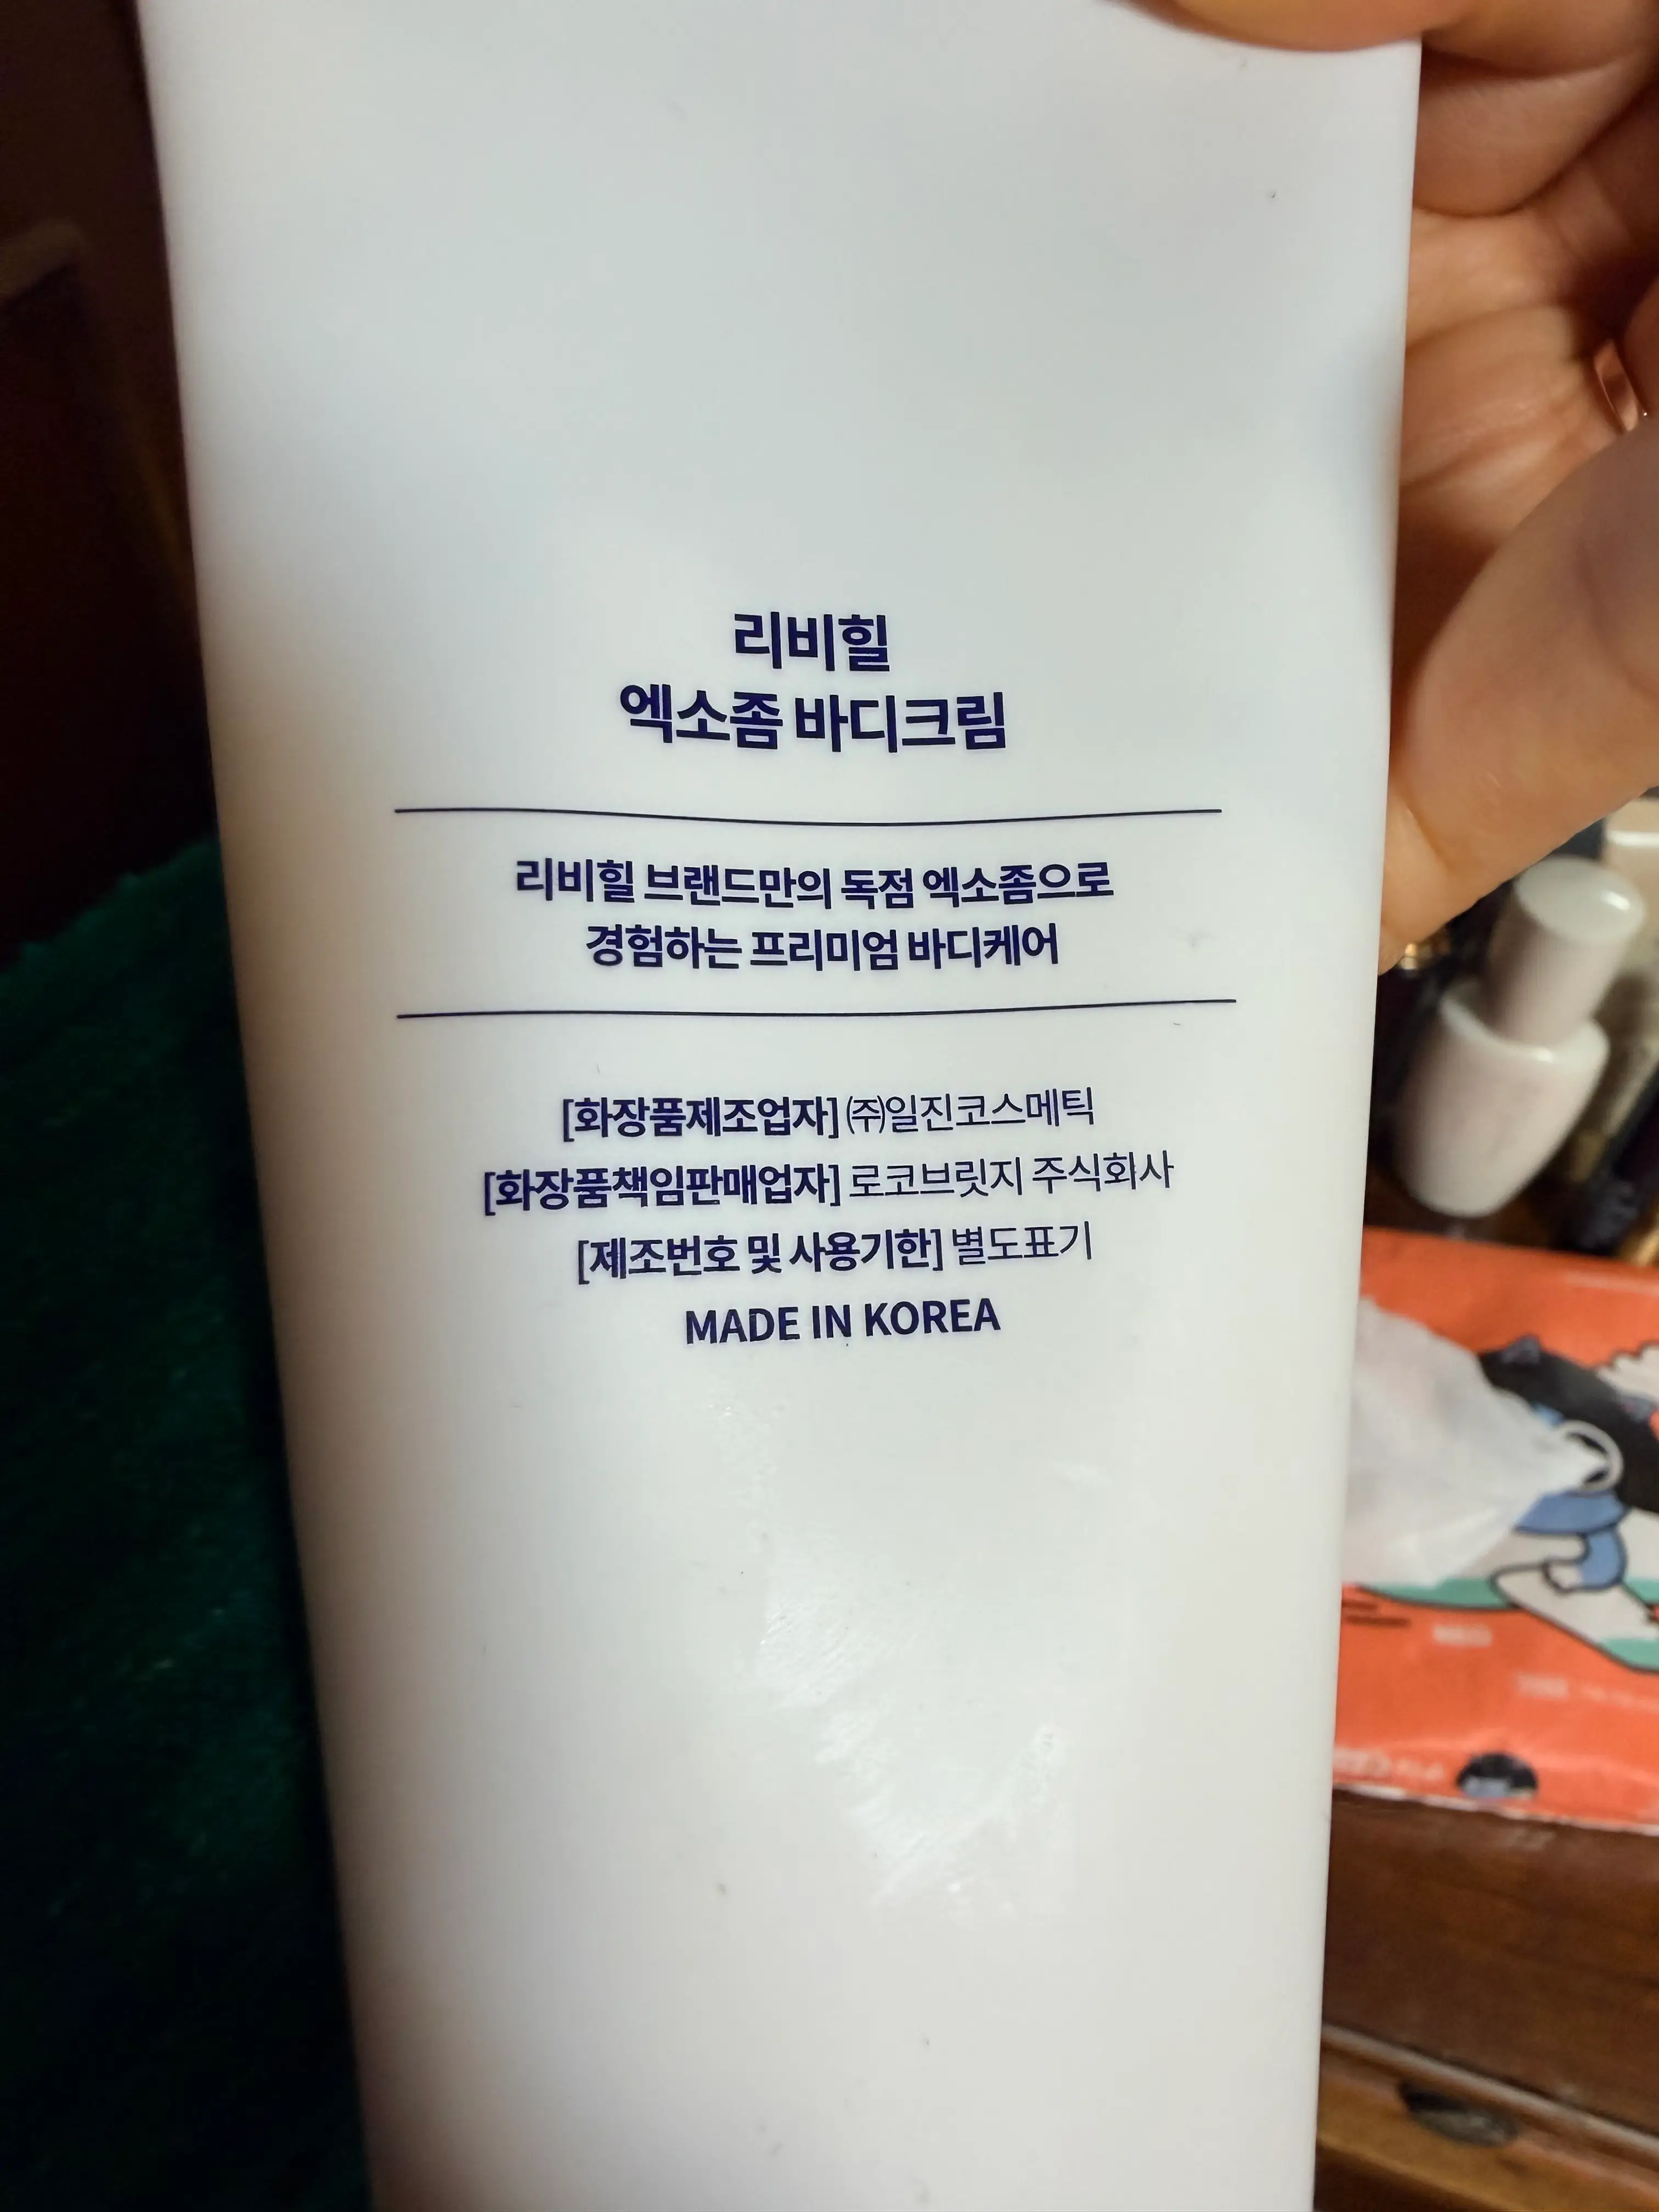 리비힐
엑소좀 바디크림
리비힐 브랜드만의 독점 엑소좀으로
경험하는 프리미엄 바디케어
[화장품제조업자] ㈜일진코스메틱
[화장품책임판매업자] 로코브릿지 주식회사
[제조번호 및 사용기한] 별도표기
MADE IN KOREA